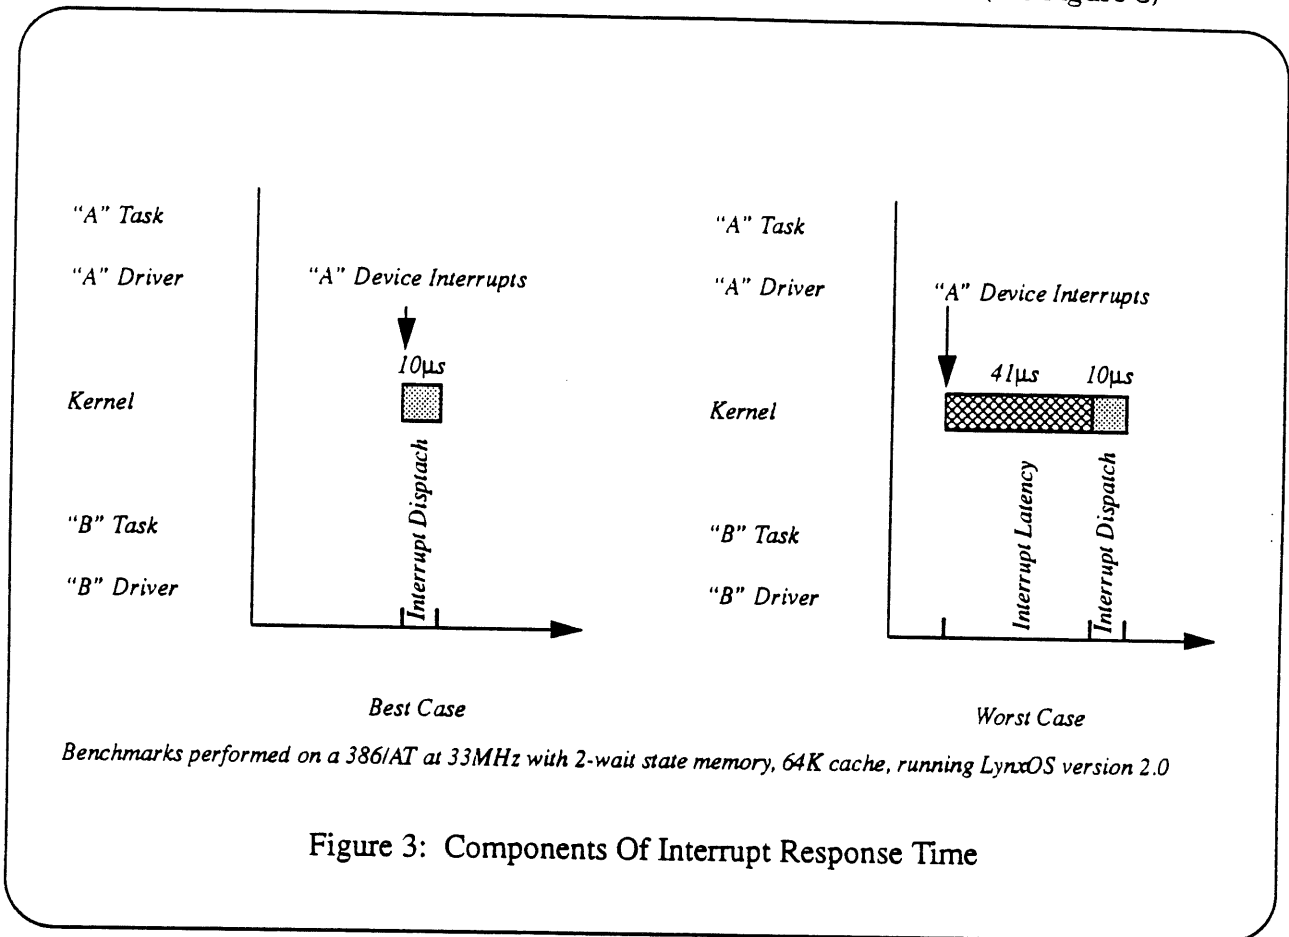 "A" Task
"A" Driver
"A" Device Interrupts
10µs
Kernel
Interrupt Disptach
"B" Task
"B" Driver
Best Case
"A" Task
"A" Driver
"A" Device Interrupts
41µs 10µs
Kernel
Interrupt Latency
Interrupt Dispatch
"B" Task
"B" Driver
Worst Case
Benchmarks performed on a 386/AT at 33MHz with 2-wait state memory, 64K cache, running LynxOS version 2.0
Figure 3: Components Of Interrupt Response Time